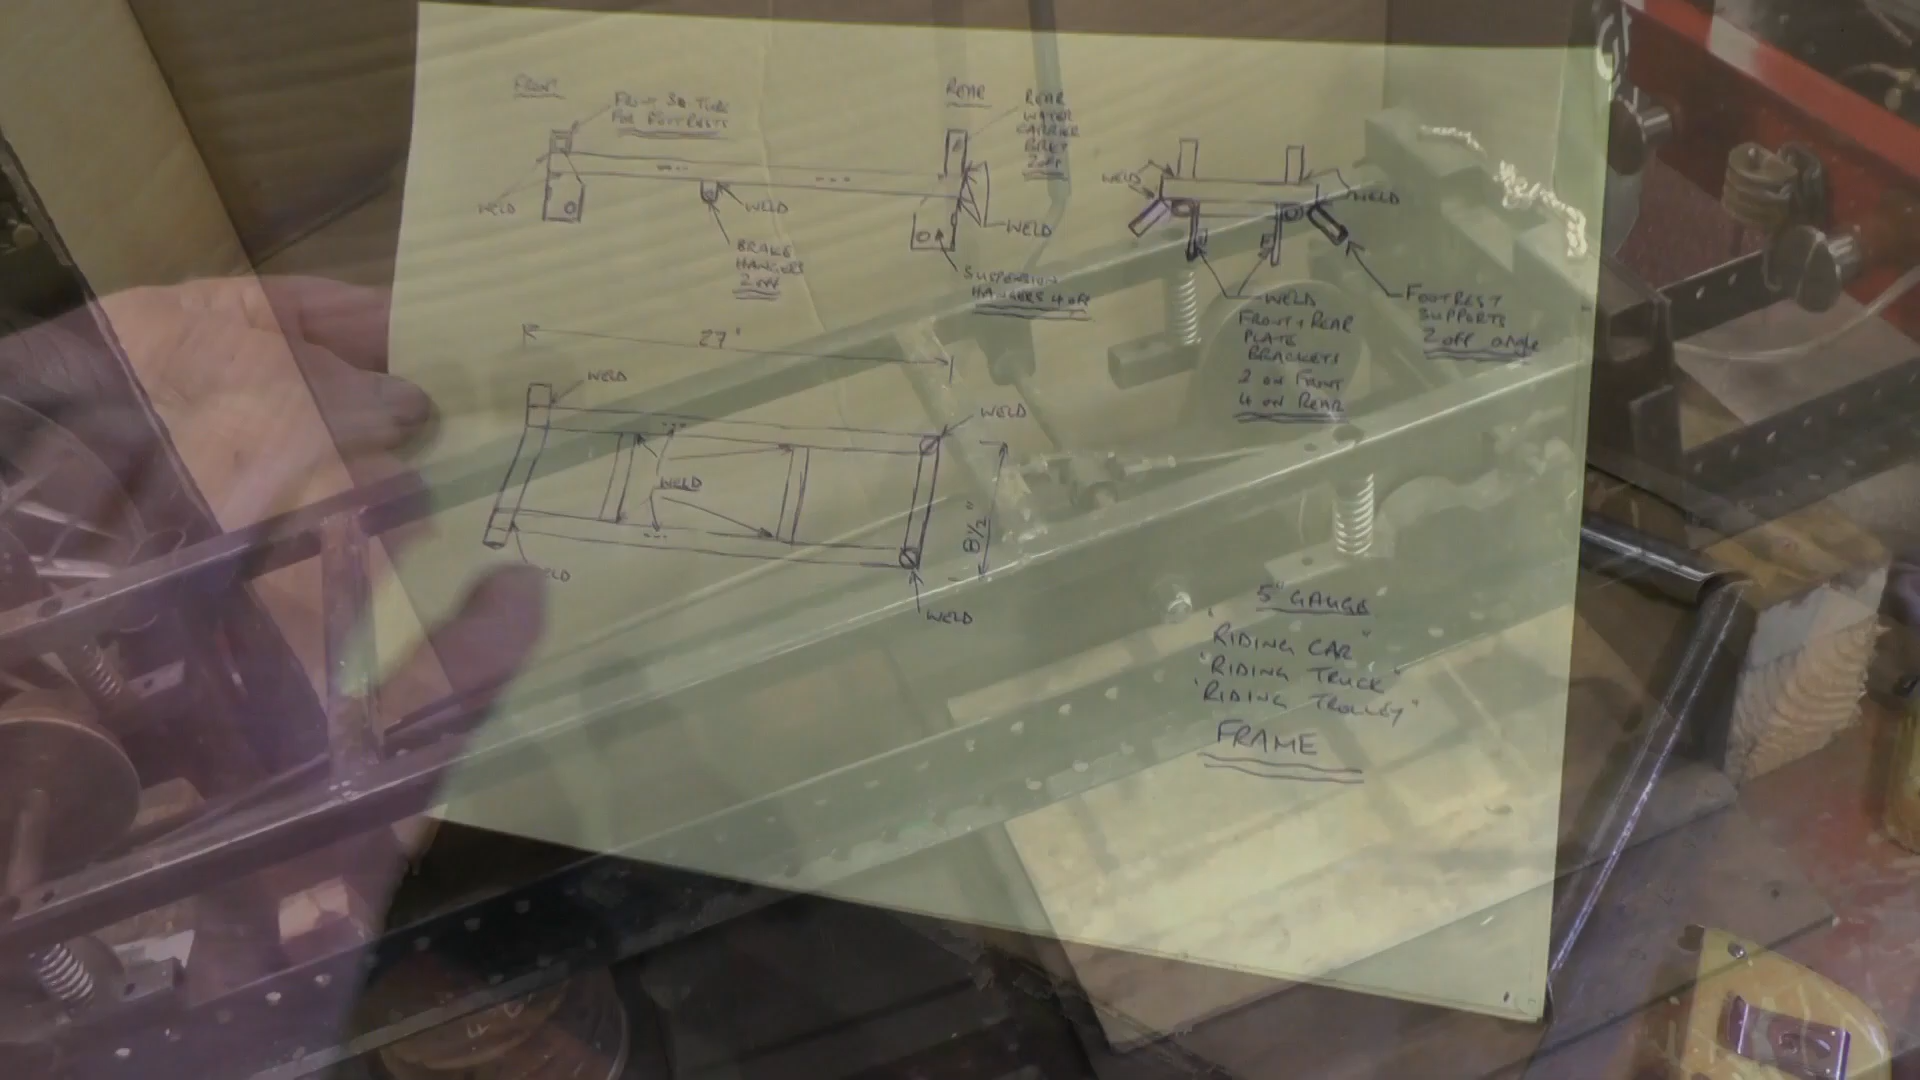 FRONT
FRONT SQ TUBE
FOR FOOTRESTS
REAR
REAR
WATER
CARRIER
BRKT
2 off
WELD
WELD
BRAKE
HANGERS
2 off
WELD
SUSPENSION
HANGERS 4 off
WELD
WELD
WELD
FRONT + REAR
PLATE
BRACKETS
2 ON FRONT
4 ON REAR
FOOTREST
SUPPORTS
2 off angle
27"
WELD
WELD
WELD
8½"
WELD
WELD
5" GAUGE
"RIDING CAR"
"RIDING TRUCK"
"RIDING TROLLEY"
FRAME